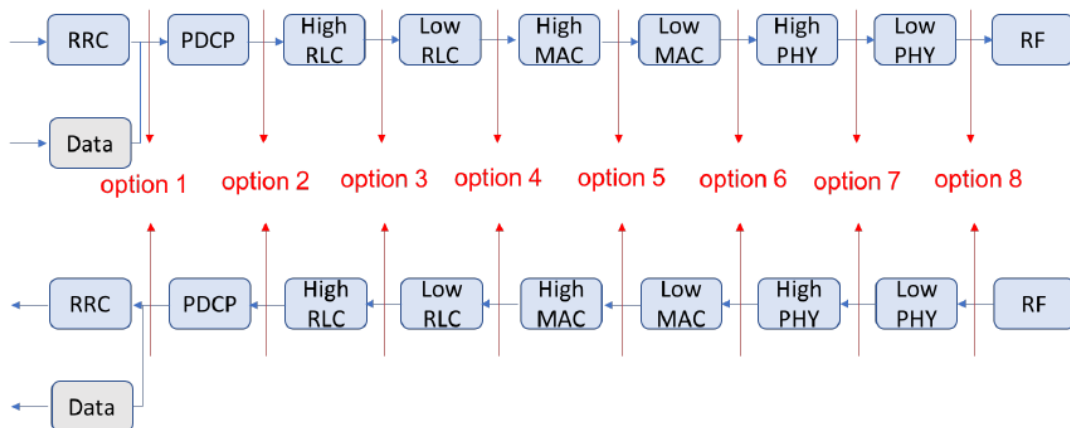 RRC
PDCP
High
RLC
Low
RLC
High
MAC
Low
MAC
High
PHY
Low
PHY
RF
Data
option 1
option 2
option 3
option 4
option 5
option 6
option 7
option 8
RRC
PDCP
High
RLC
Low
RLC
High
MAC
Low
MAC
High
PHY
Low
PHY
RF
Data